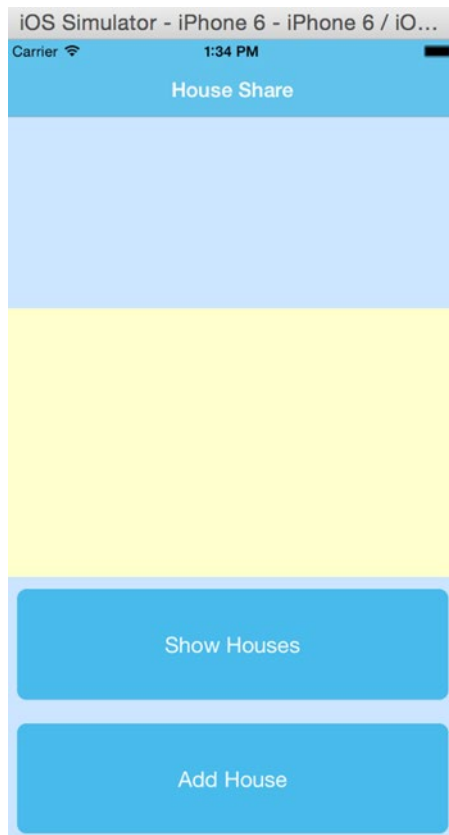 iOS Simulator - iPhone 6 - iPhone 6 / iO...
Carrier 1:34 PM
House Share
Show Houses
Add House